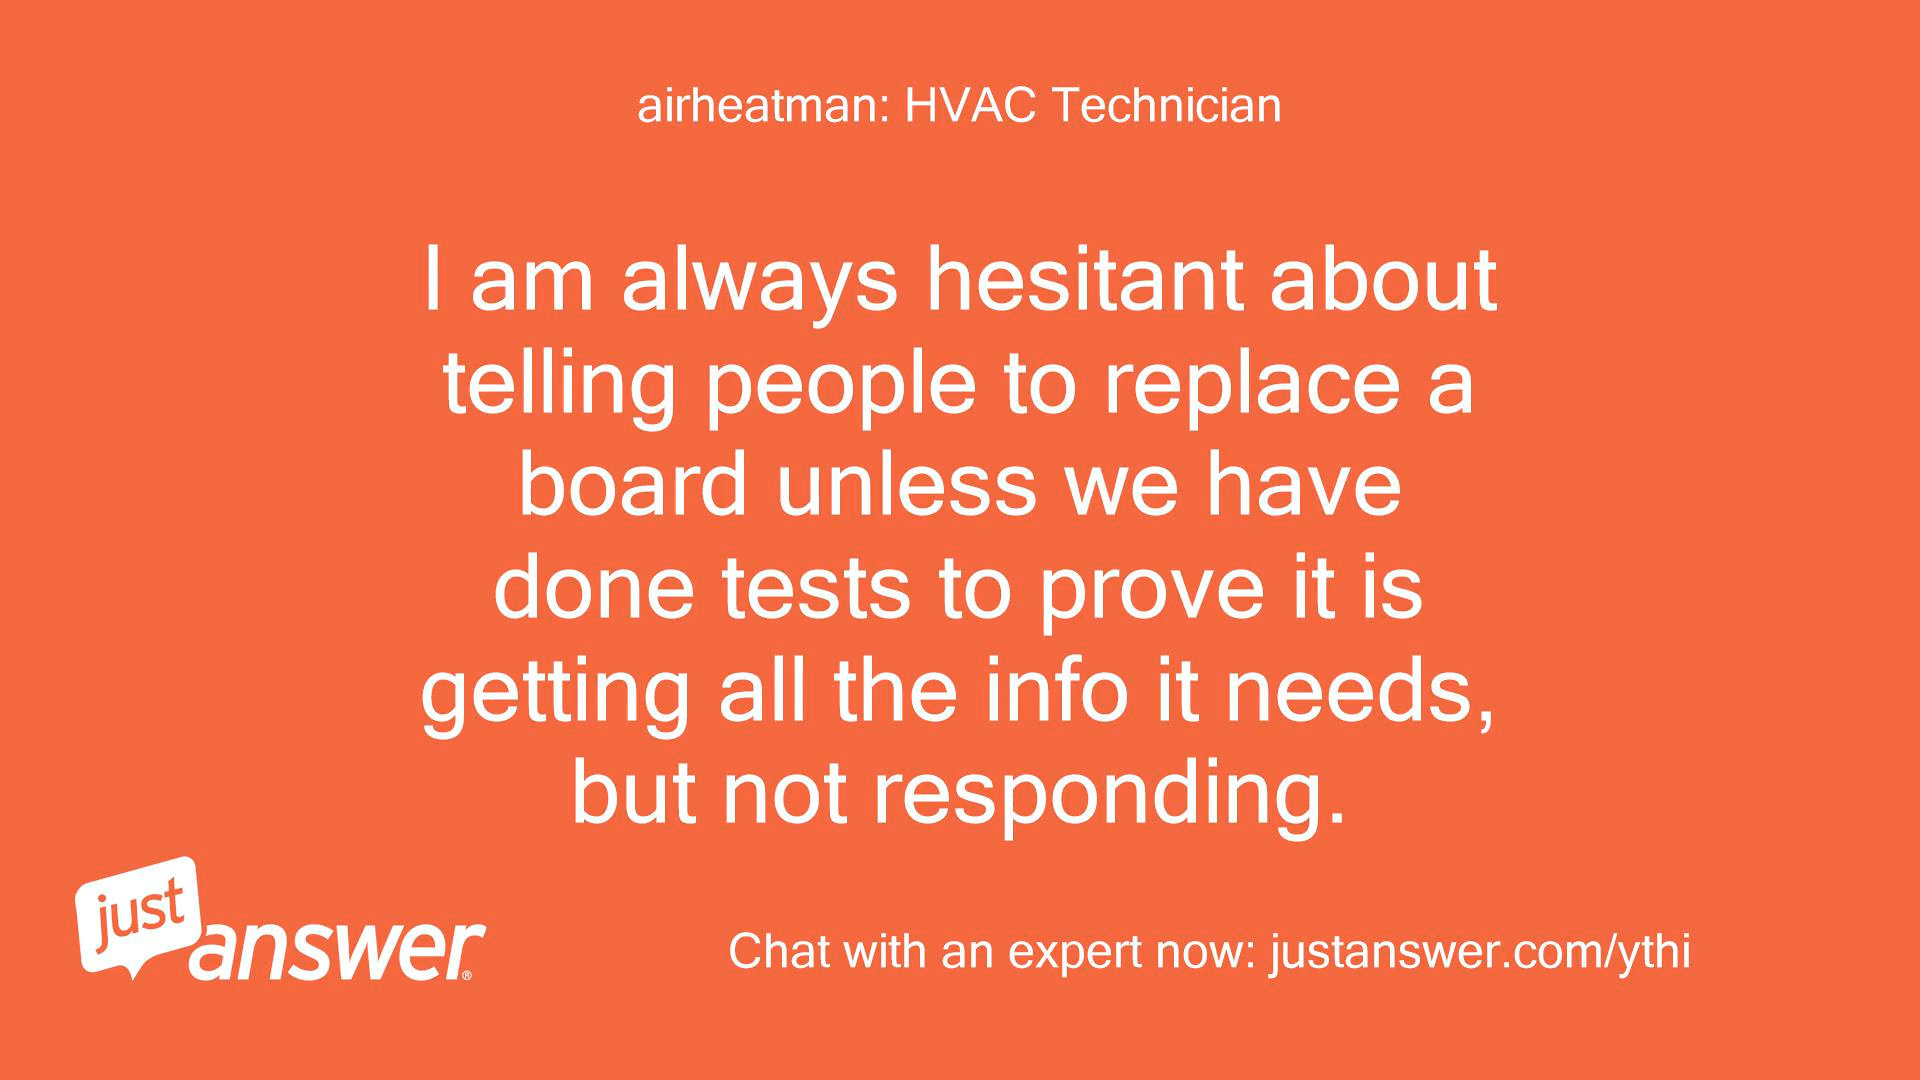 airheatman: HVAC Technician
I am always hesitant about
telling people to replace a
board unless we have
done tests to prove it is
getting all the info it needs,
but not responding.
just
answer®
Chat with an expert now: justanswer.com/ythi